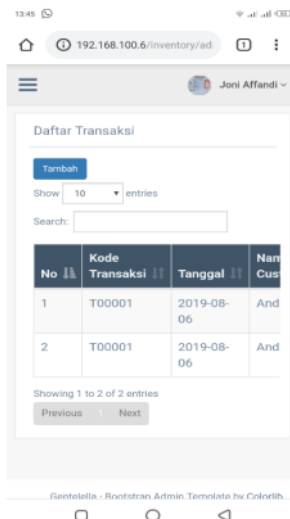 13:45
192.168.100.6/inventory/ad
1
Joni Affandi
Daftar Transaksi
Tambah
Show 10 entries
Search:
No Kode Transaksi Tanggal Nam Cust
1 T00001 2019-08-06 And
2 T00001 2019-08-06 And
Showing 1 to 2 of 2 entries
Previous 1 Next
Gentelella - Bootstrap Admin Template by Colorlib